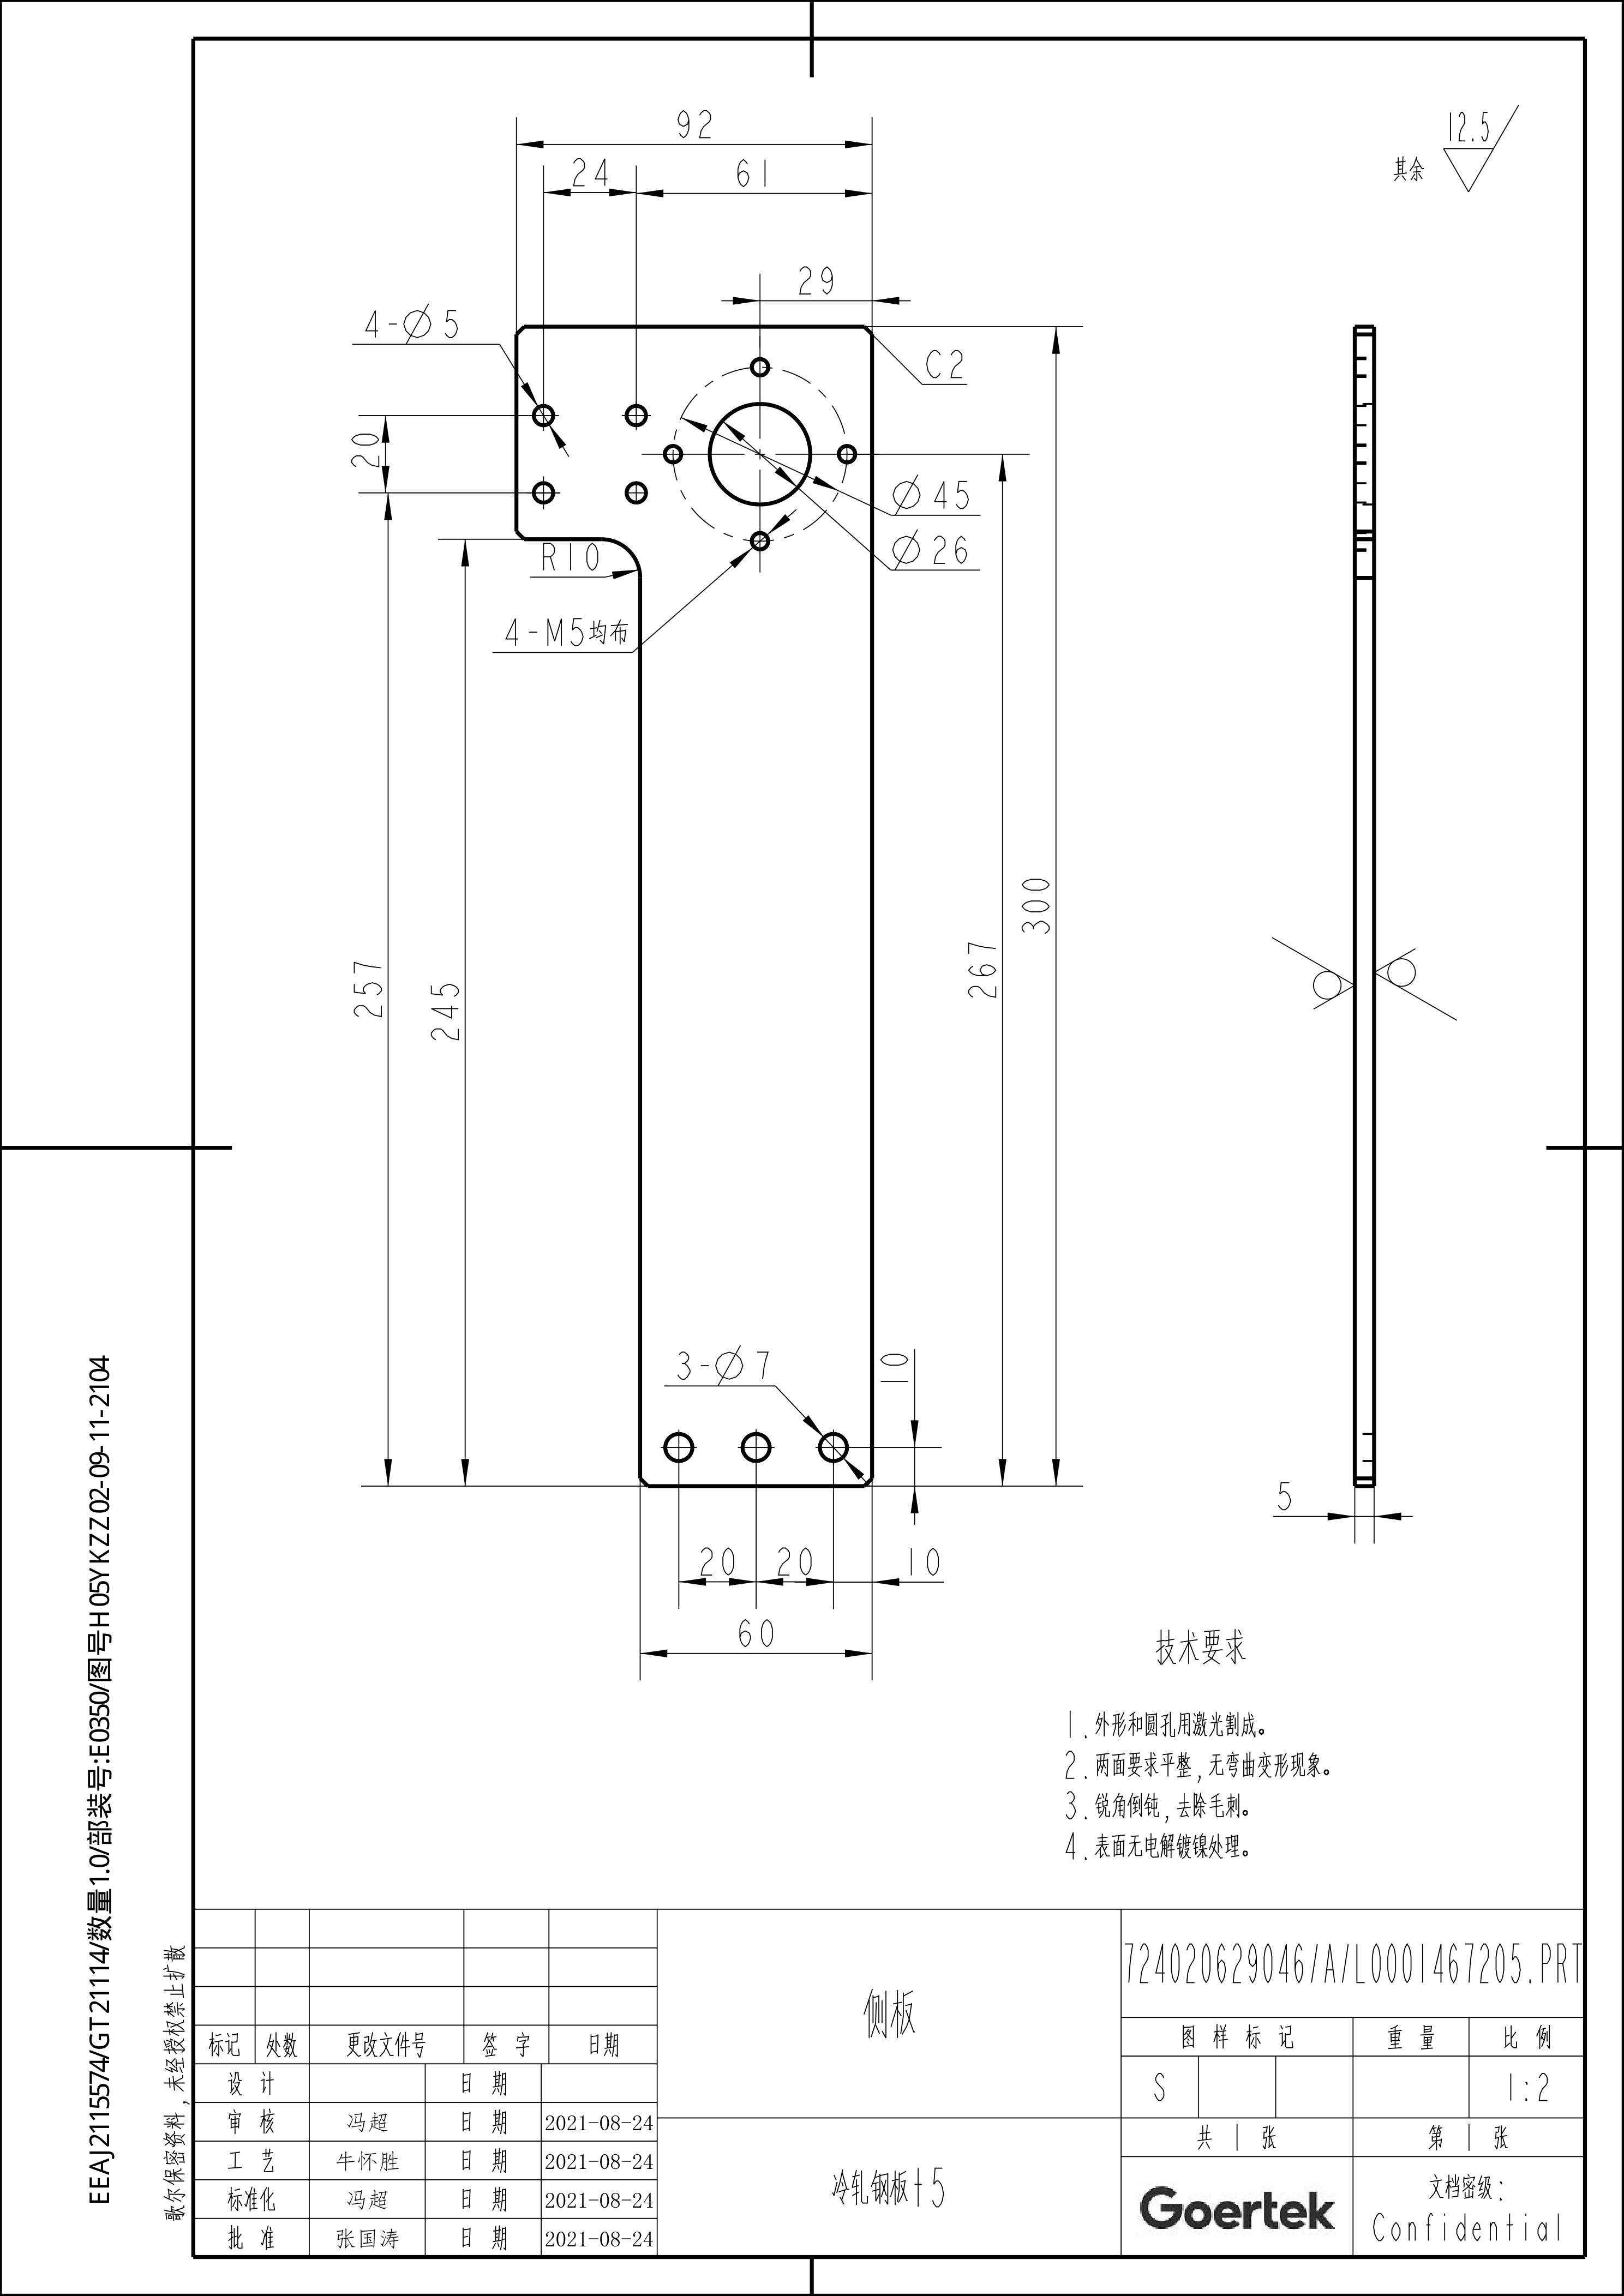 92
24
61
12.5
其余
29
4-∅5
C2
20
∅45
R10
∅26
4-M5均布
300
267
257
245
3-∅7
10
5
20
20
10
60
技术要求
1.外形和圆孔用激光割成。
2.两面要求平整,无弯曲变形现象。
3.锐角倒钝,去除毛刺。
4.表面无电解镀镍处理。
EEAJ2115574/GT21114/数量1.0/部装号:E0350/图号H05YKZZ02-09-11-2104
歌尔保密资料,未经授权禁止扩散
标记 处数 更改文件号 签 字 日期
设 计 日 期
审 核 冯超 日 期 2021-08-24
工 艺 牛怀胜 日 期 2021-08-24
标准化 冯超 日 期 2021-08-24
批 准 张国涛 日 期 2021-08-24
侧板
冷轧钢板t5
724020629046/A/L0001467205.PRT
图 样 标 记 重 量 比 例
S 1:2
共 1 张 第 1 张
Goertek
文档密级:
Confidential